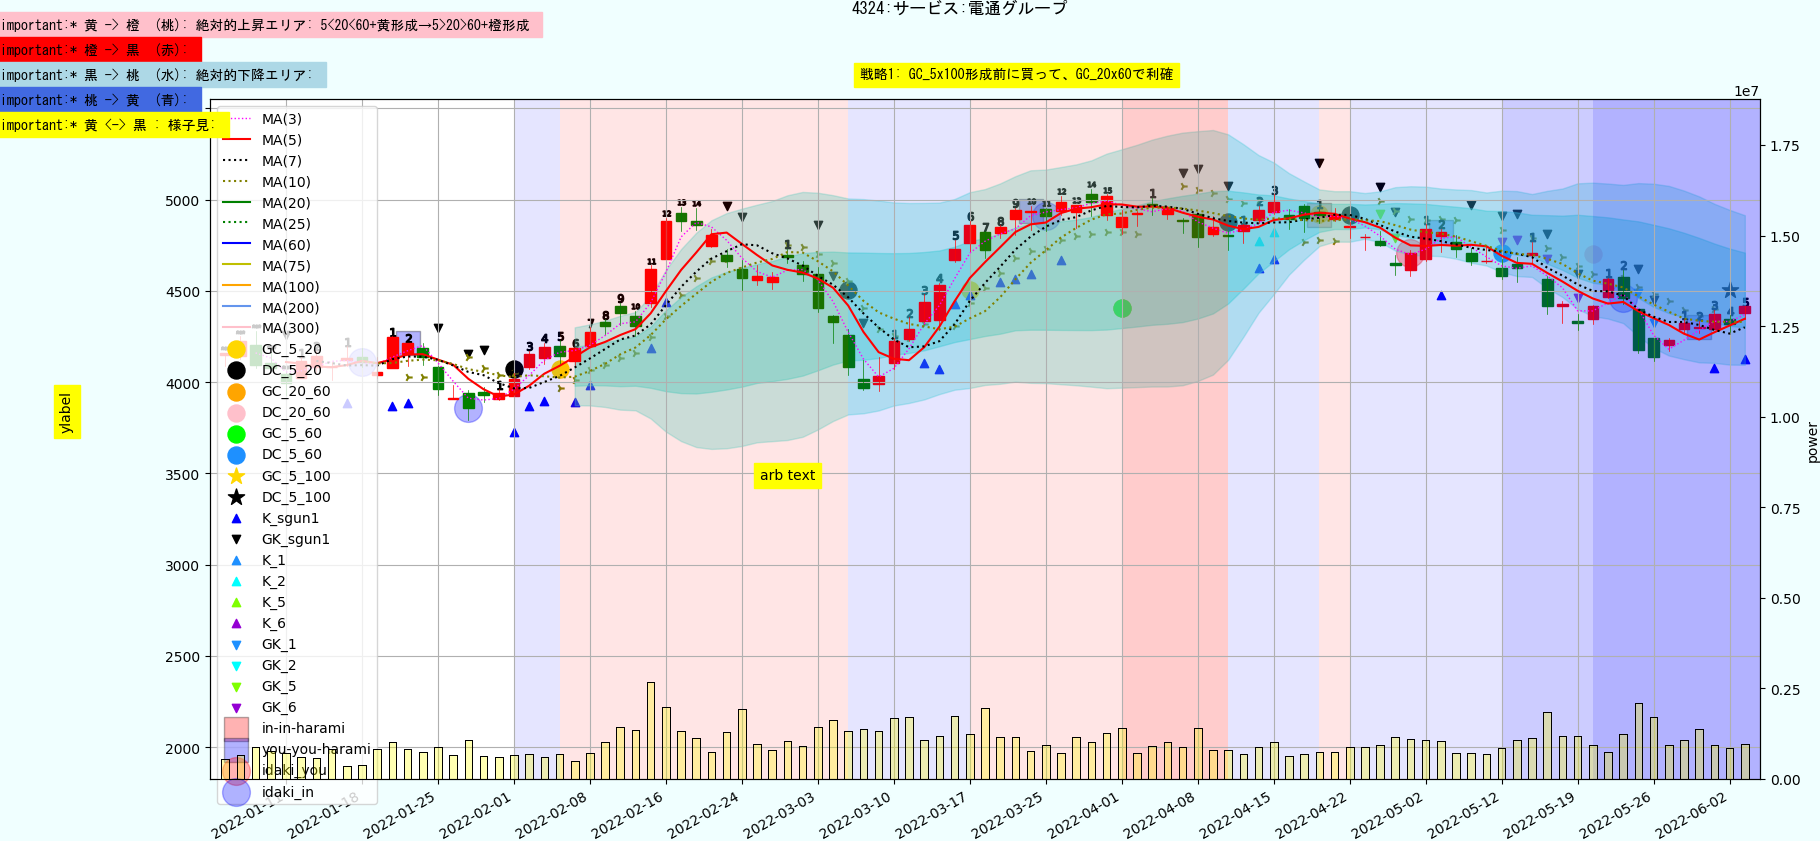 4324:サービス:電通グループ
important:* 黄 -> 橙 （桃）: 絶対的上昇エリア: 5<20<60+黄形成→5>20>60+橙形成
important:* 橙 -> 黒 （赤）:
important:* 黒 -> 桃 （水）: 絶対的下降エリア:
戦略1: GC_5x100形成前に買って、GC_20x60で利確
important:* 桃 -> 黄 （青）:
important:* 黄 <-> 黒 : 様子見:
1e7
MA(3)
MA(5)
MA(7)
MA(10)
MA(20)
MA(25)
MA(60)
MA(75)
MA(100)
MA(200)
MA(300)
GC_5_20
DC_5_20
GC_20_60
DC_20_60
GC_5_60
DC_5_60
GC_5_100
DC_5_100
K_sgun1
GK_sgun1
K_1
K_2
K_5
K_6
GK_1
GK_2
GK_5
GK_6
in-in-harami
you-you-harami
idaki_you
idaki_in
5000
4500
4000
3500
3000
2500
2000
ylabel
arb text
1.75
1.50
1.25
1.00
0.75
0.50
0.25
0.00
power
2022-01-18
2022-01-25
2022-02-01
2022-02-08
2022-02-16
2022-02-24
2022-03-03
2022-03-10
2022-03-17
2022-03-25
2022-04-01
2022-04-08
2022-04-15
2022-04-22
2022-05-02
2022-05-12
2022-05-19
2022-05-26
2022-06-02